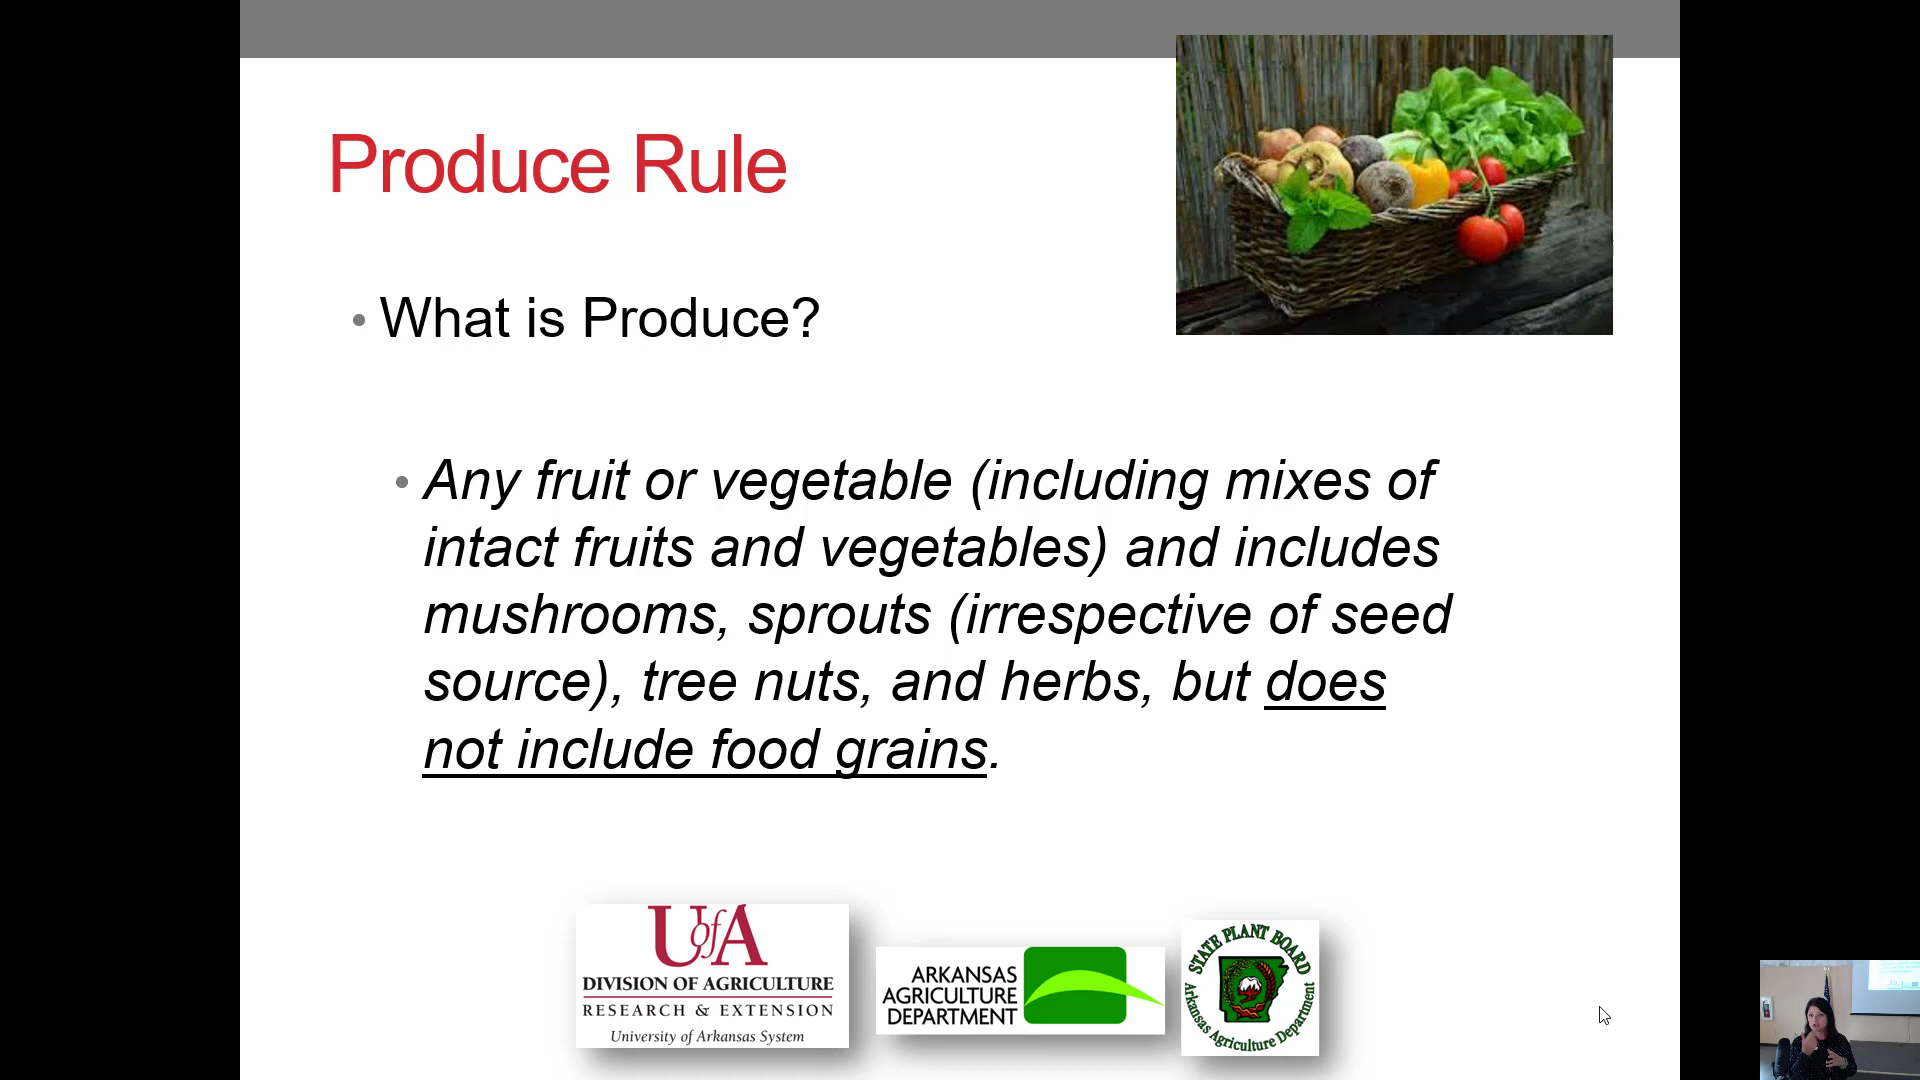 Produce Rule
• What is Produce?
• Any fruit or vegetable (including mixes of
intact fruits and vegetables) and includes
mushrooms, sprouts (irrespective of seed
source), tree nuts, and herbs, but does
not include food grains.
UofA
DIVISION OF AGRICULTURE
RESEARCH & EXTENSION
University of Arkansas System
ARKANSAS
AGRICULTURE
DEPARTMENT
STATE PLANT BOARD
Arkansas Agriculture Department